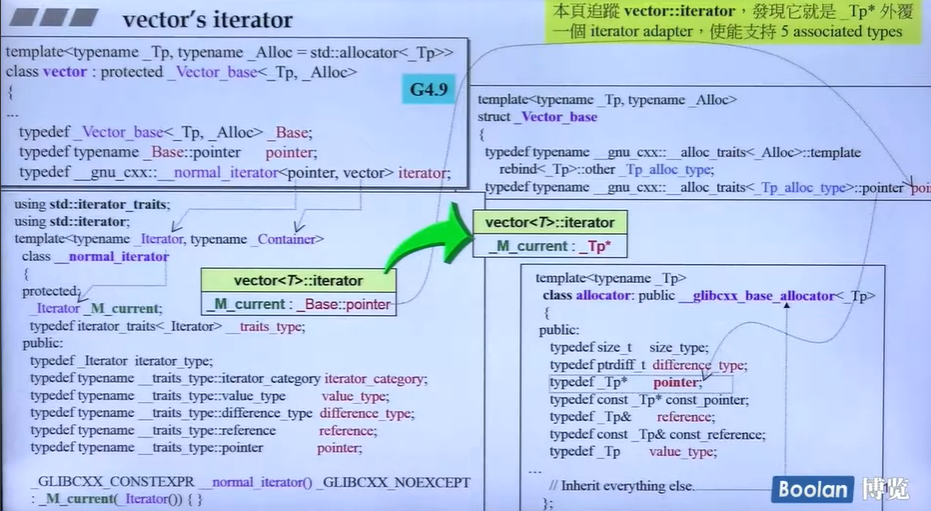 vector's iterator
本頁追蹤 vector::iterator，發現它就是 _Tp* 外覆
一個 iterator adapter，使能支持 5 associated types
template<typename _Tp, typename _Alloc = std::allocator<_Tp>>
class vector : protected _Vector_base<_Tp, _Alloc>
{
...
typedef _Vector_base<_Tp, _Alloc> _Base;
typedef typename _Base::pointer pointer;
typedef __gnu_cxx::__normal_iterator<pointer, vector> iterator;
G4.9
template<typename _Tp, typename _Alloc>
struct _Vector_base
{
typedef typename __gnu_cxx::__alloc_traits<_Alloc>::template
rebind<_Tp>::other _Tp_alloc_type;
typedef typename __gnu_cxx::__alloc_traits<_Tp_alloc_type>::pointer poi
using std::iterator_traits;
using std::iterator;
template<typename _Iterator, typename _Container>
class __normal_iterator
{
protected:
_Iterator _M_current;
typedef iterator_traits<_Iterator> __traits_type;
public:
typedef _Iterator iterator_type;
typedef typename __traits_type::iterator_category iterator_category;
typedef typename __traits_type::value_type value_type;
typedef typename __traits_type::difference_type difference_type;
typedef typename __traits_type::reference reference;
typedef typename __traits_type::pointer pointer;
_GLIBCXX_CONSTEXPR __normal_iterator() _GLIBCXX_NOEXCEPT
: _M_current(_Iterator()) { }
vector<T>::iterator
_M_current : _Base::pointer
vector<T>::iterator
_M_current : _Tp*
template<typename _Tp>
class allocator: public __glibcxx_base_allocator<_Tp>
{
public:
typedef size_t size_type;
typedef ptrdiff_t difference_type;
typedef _Tp* pointer;
typedef const _Tp* const_pointer;
typedef _Tp& reference;
typedef const _Tp& const_reference;
typedef _Tp value_type;
...
// Inherit everything else.
};
Boolan 博览